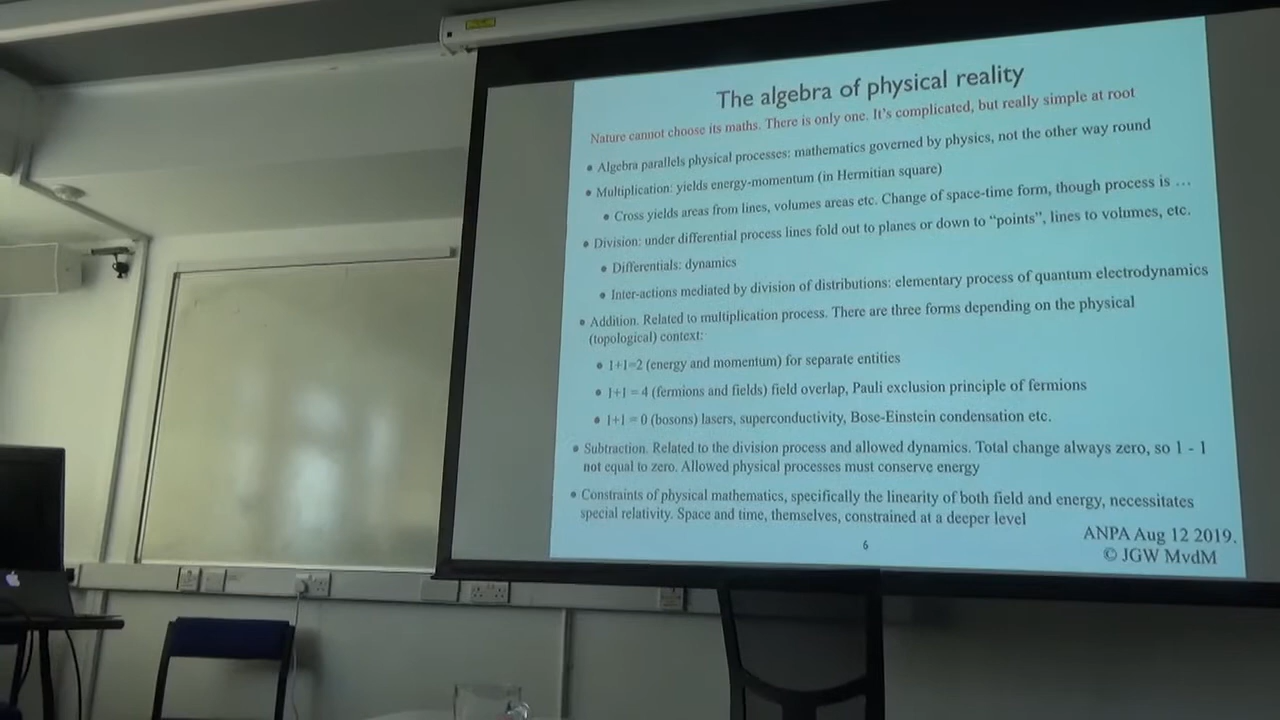 The algebra of physical reality
Nature cannot choose its maths. There is only one. It's complicated, but really simple at root
• Algebra parallels physical processes: mathematics governed by physics, not the other way round
• Multiplication: yields energy-momentum (in Hermitian square)
• Cross yields areas from lines, volumes areas etc. Change of space-time form, though process is …
• Division: under differential process lines fold out to planes or down to “points”, lines to volumes, etc.
• Differentials: dynamics
• Inter-actions mediated by division of distributions: elementary process of quantum electrodynamics
• Addition. Related to multiplication process. There are three forms depending on the physical
(topological) context:
• 1+1=2 (energy and momentum) for separate entities
• 1+1 = 4 (fermions and fields) field overlap, Pauli exclusion principle of fermions
• 1+1 = 0 (bosons) lasers, superconductivity, Bose-Einstein condensation etc.
• Subtraction. Related to the division process and allowed dynamics. Total change always zero, so 1 - 1
not equal to zero. Allowed physical processes must conserve energy
• Constraints of physical mathematics, specifically the linearity of both field and energy, necessitates
special relativity. Space and time, themselves, constrained at a deeper level
6
ANPA Aug 12 2019.
© JGW MvdM